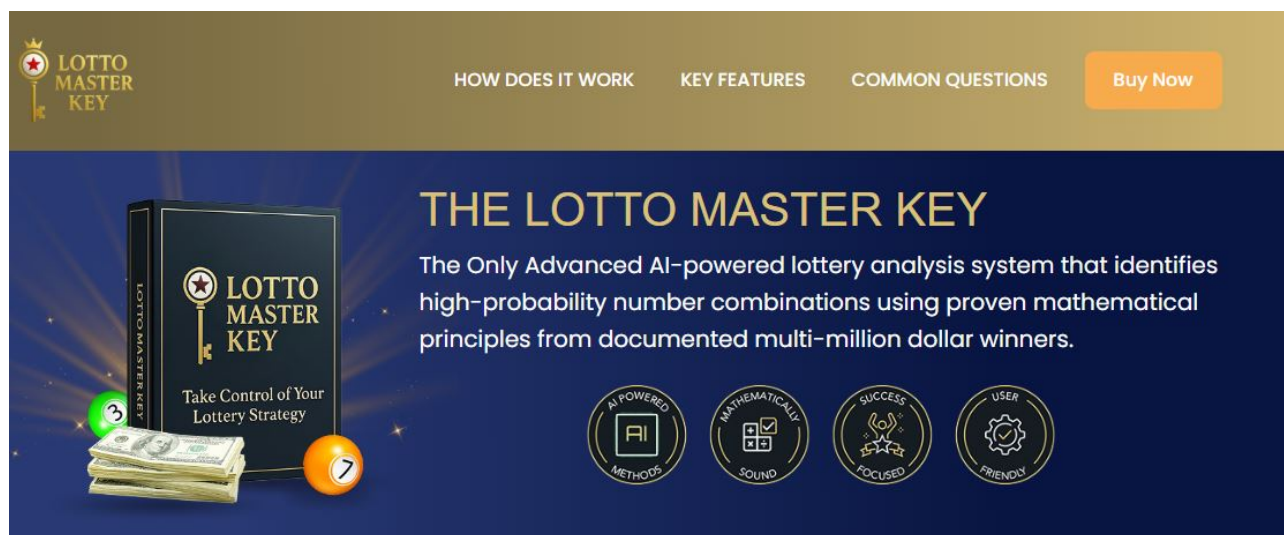 LOTTO
MASTER
KEY
HOW DOES IT WORK
KEY FEATURES
COMMON QUESTIONS
Buy Now
THE LOTTO MASTER KEY
The Only Advanced AI-powered lottery analysis system that identifies
high-probability number combinations using proven mathematical
principles from documented multi-million dollar winners.
LOTTO MASTER KEY
LOTTO
MASTER
KEY
Take Control of Your
Lottery Strategy
3
7
AI POWERED
AI
METHODS
MATHEMATICALLY
SOUND
SUCCESS
FOCUSED
USER
FRIENDLY